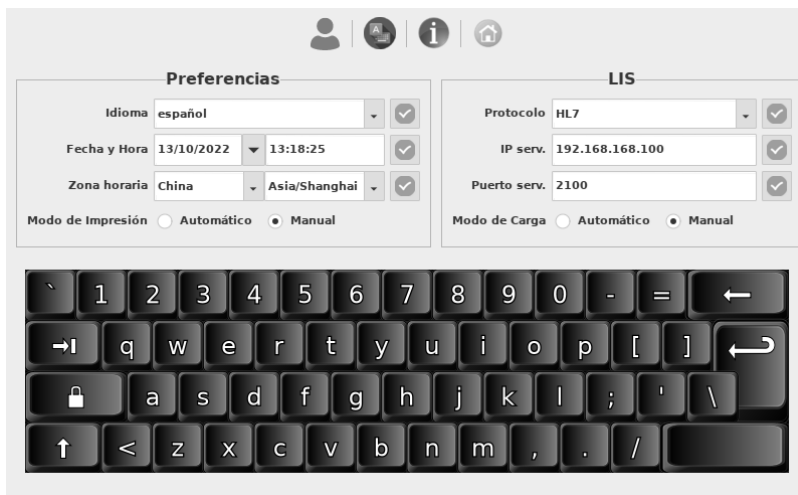 Preferencias
Idioma español
Fecha y Hora 13/10/2022 13:18:25
Zona horaria China Asia/Shanghai
Modo de Impresión Automático Manual
LIS
Protocolo HL7
IP serv. 192.168.168.100
Puerto serv. 2100
Modo de Carga Automático Manual
` 1 2 3 4 5 6 7 8 9 0 - =
q w e r t y u i o p [ ]
a s d f g h j k l ; ' \
< z x c v b n m , . /